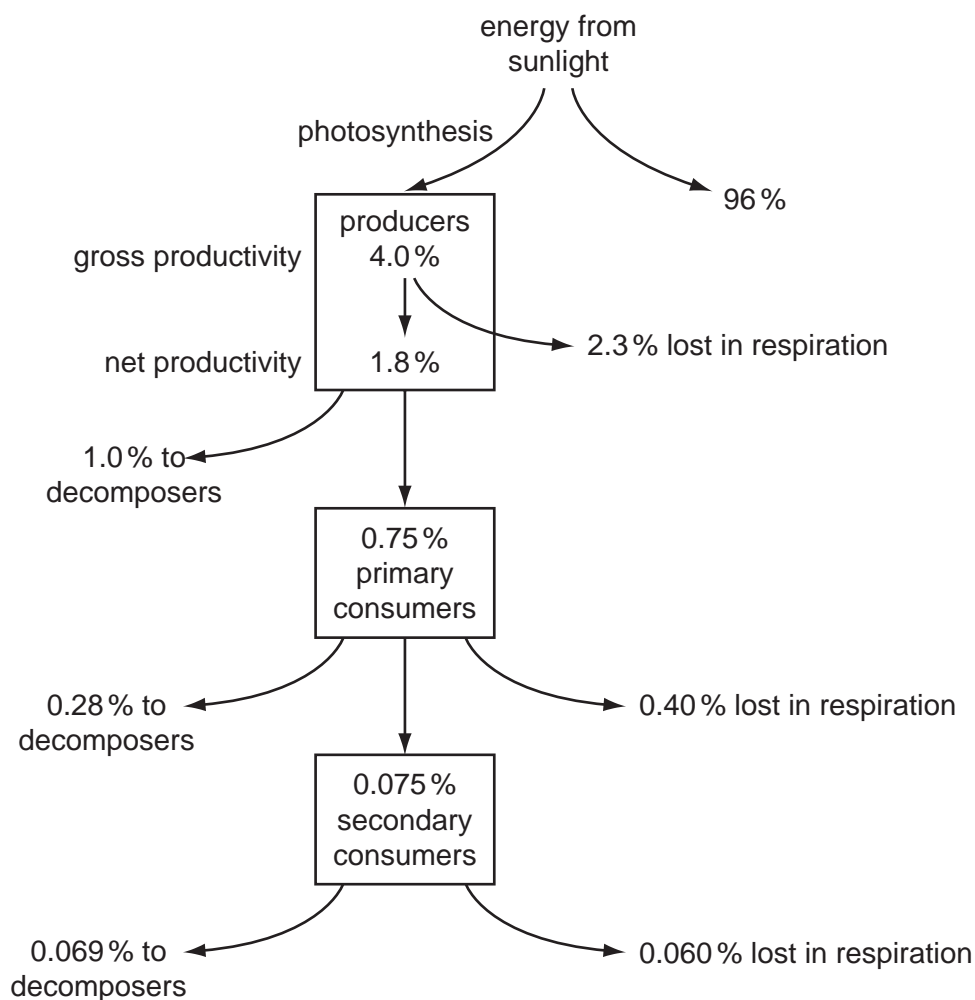 energy from
sunlight
photosynthesis
96 %
producers
gross productivity 4.0 %
2.3 % lost in respiration
net productivity 1.8 %
1.0 % to
decomposers
0.75 %
primary
consumers
0.28 % to
decomposers
0.40 % lost in respiration
0.075 %
secondary
consumers
0.069 % to
decomposers
0.060 % lost in respiration